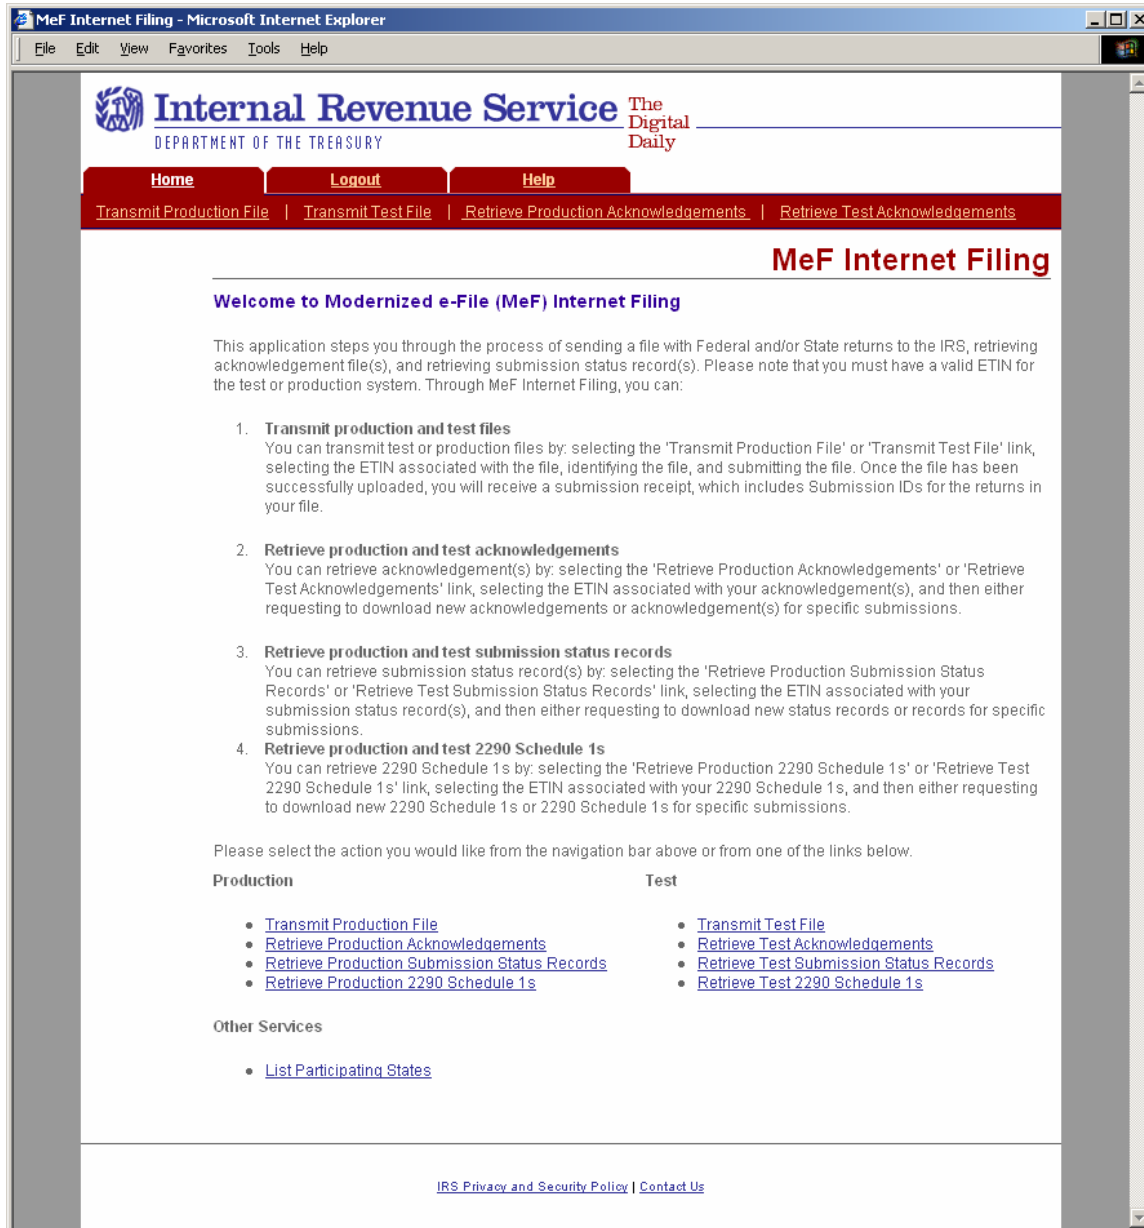 MeF Internet Filing - Microsoft Internet Explorer
File Edit View Favorites Tools Help
Internal Revenue Service
DEPARTMENT OF THE TREASURY
The
Digital
Daily
Home Logout Help
Transmit Production File | Transmit Test File | Retrieve Production Acknowledgements | Retrieve Test Acknowledgements
MeF Internet Filing
Welcome to Modernized e-File (MeF) Internet Filing
This application steps you through the process of sending a file with Federal and/or State returns to the IRS, retrieving
acknowledgement file(s), and retrieving submission status record(s). Please note that you must have a valid ETIN for
the test or production system. Through MeF Internet Filing, you can:
1. Transmit production and test files
You can transmit test or production files by: selecting the 'Transmit Production File' or 'Transmit Test File' link,
selecting the ETIN associated with the file, identifying the file, and submitting the file. Once the file has been
successfully uploaded, you will receive a submission receipt, which includes Submission IDs for the returns in
your file.
2. Retrieve production and test acknowledgements
You can retrieve acknowledgement(s) by: selecting the 'Retrieve Production Acknowledgements' or 'Retrieve
Test Acknowledgements' link, selecting the ETIN associated with your acknowledgement(s), and then either
requesting to download new acknowledgements or acknowledgement(s) for specific submissions.
3. Retrieve production and test submission status records
You can retrieve submission status record(s) by: selecting the 'Retrieve Production Submission Status
Records' or 'Retrieve Test Submission Status Records' link, selecting the ETIN associated with your
submission status record(s), and then either requesting to download new status records or records for specific
submissions.
4. Retrieve production and test 2290 Schedule 1s
You can retrieve 2290 Schedule 1s by: selecting the 'Retrieve Production 2290 Schedule 1s' or 'Retrieve Test
2290 Schedule 1s' link, selecting the ETIN associated with your 2290 Schedule 1s, and then either requesting
to download new 2290 Schedule 1s or 2290 Schedule 1s for specific submissions.
Please select the action you would like from the navigation bar above or from one of the links below.
Production
• Transmit Production File
• Retrieve Production Acknowledgements
• Retrieve Production Submission Status Records
• Retrieve Production 2290 Schedule 1s
Test
• Transmit Test File
• Retrieve Test Acknowledgements
• Retrieve Test Submission Status Records
• Retrieve Test 2290 Schedule 1s
Other Services
• List Participating States
IRS Privacy and Security Policy | Contact Us